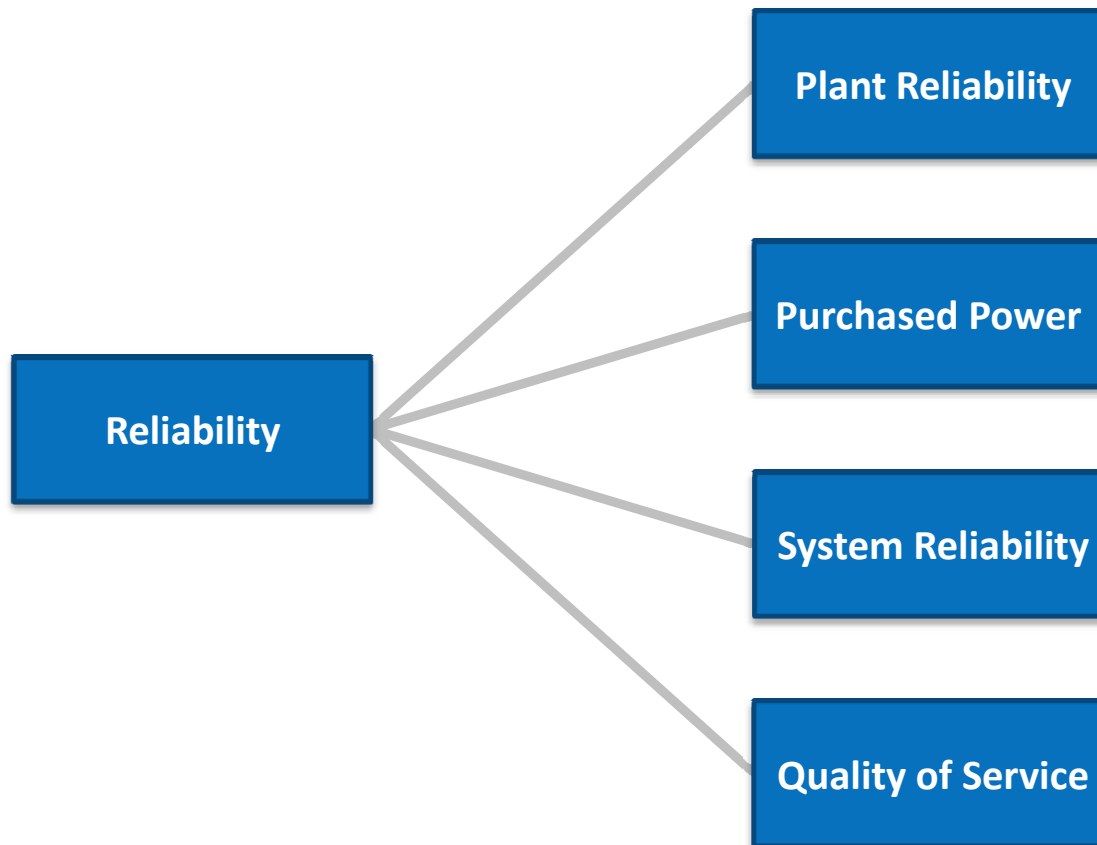 Plant Reliability
Purchased Power
Reliability
System Reliability
Quality of Service